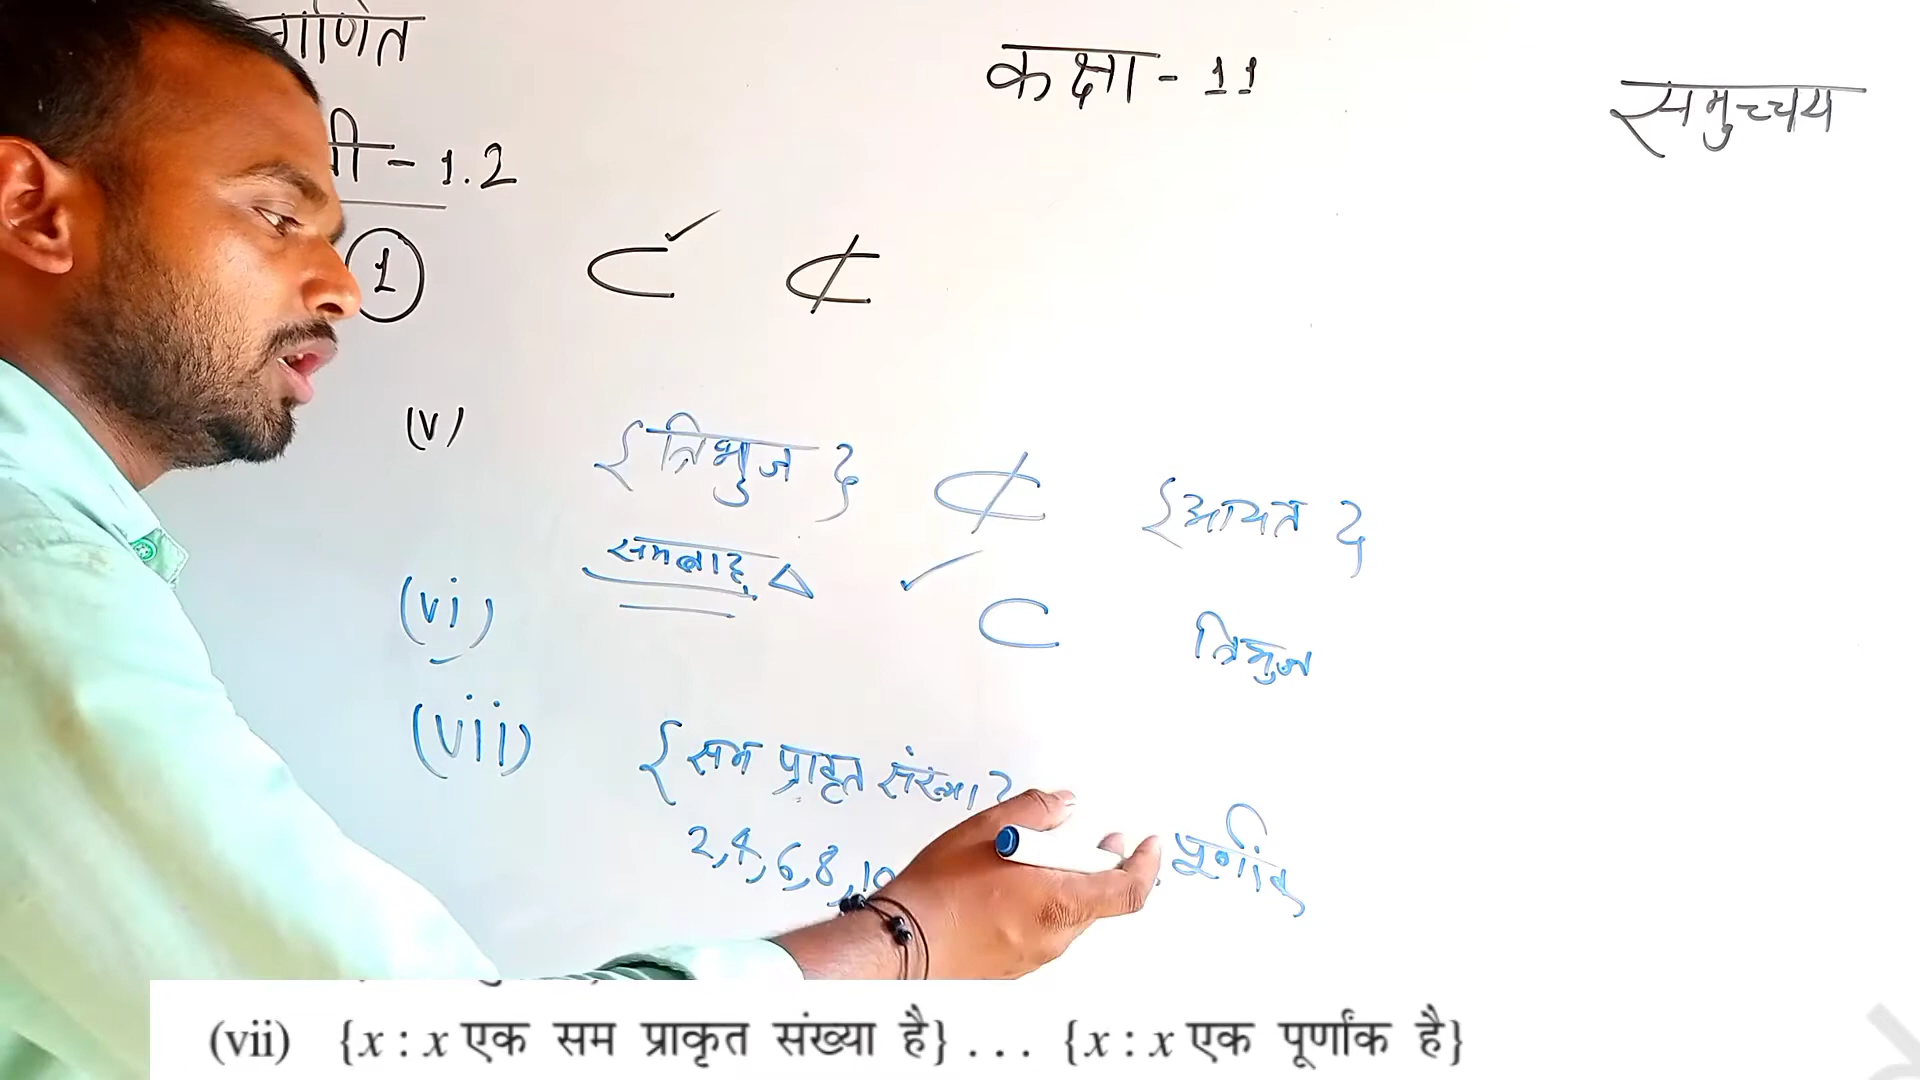 गणित
कक्षा - 11
समुच्चय
वी - 1.2
1 ⊂ ✓ ⊄
(v) {त्रिभुज} ⊄ {आयत}
समबाहु △ ✓
(vi) ⊂ त्रिभुज
(vii) {सम प्राकृत संख्या}
2, 4, 6, 8, 10
पूर्णांक
(vii) {x : x एक सम प्राकृत संख्या है} . . . {x : x एक पूर्णांक है}